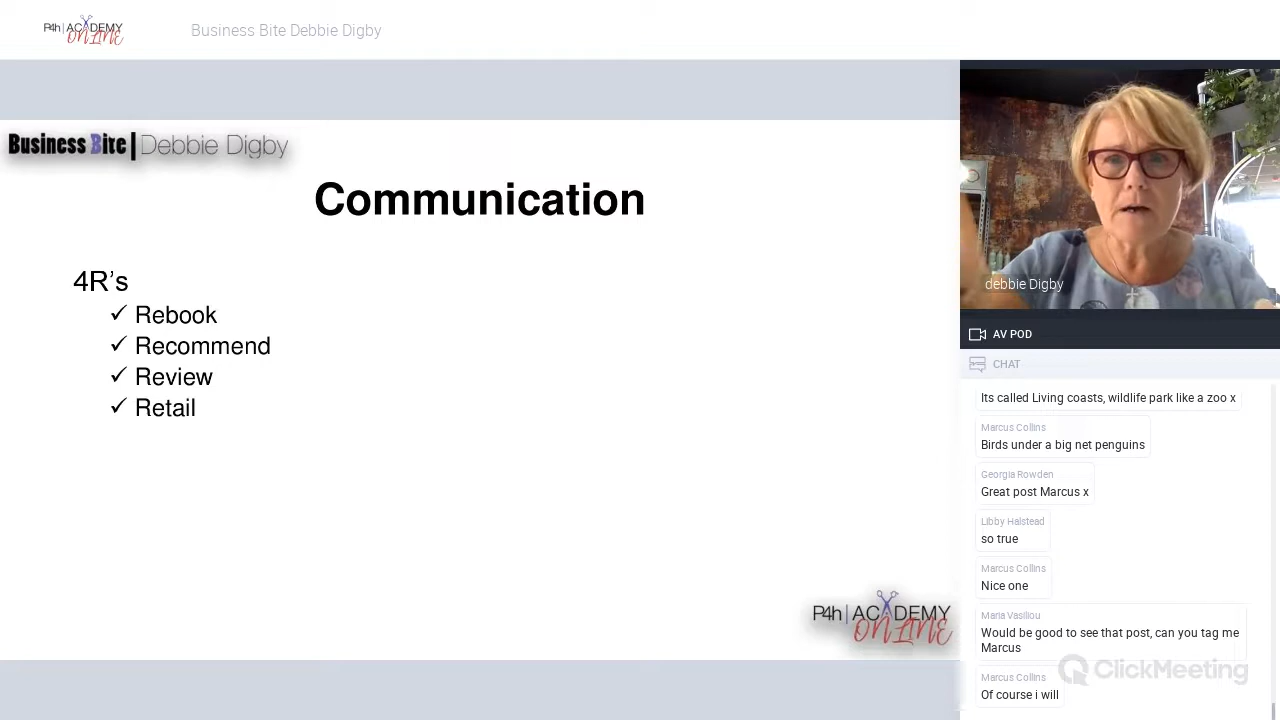 P4h | ACADEMY
ONLINE
Business Bite Debbie Digby
Business Bite | Debbie Digby
Communication
4R’s
✓ Rebook
✓ Recommend
✓ Review
✓ Retail
P4h | ACADEMY
ONLINE
debbie Digby
AV POD
CHAT
Its called Living coasts, wildlife park like a zoo x
Marcus Collins
Birds under a big net penguins
Georgia Rowden
Great post Marcus x
Libby Halstead
so true
Marcus Collins
Nice one
Maria Vasiliou
Would be good to see that post, can you tag me
Marcus
ClickMeeting
Marcus Collins
Of course i will